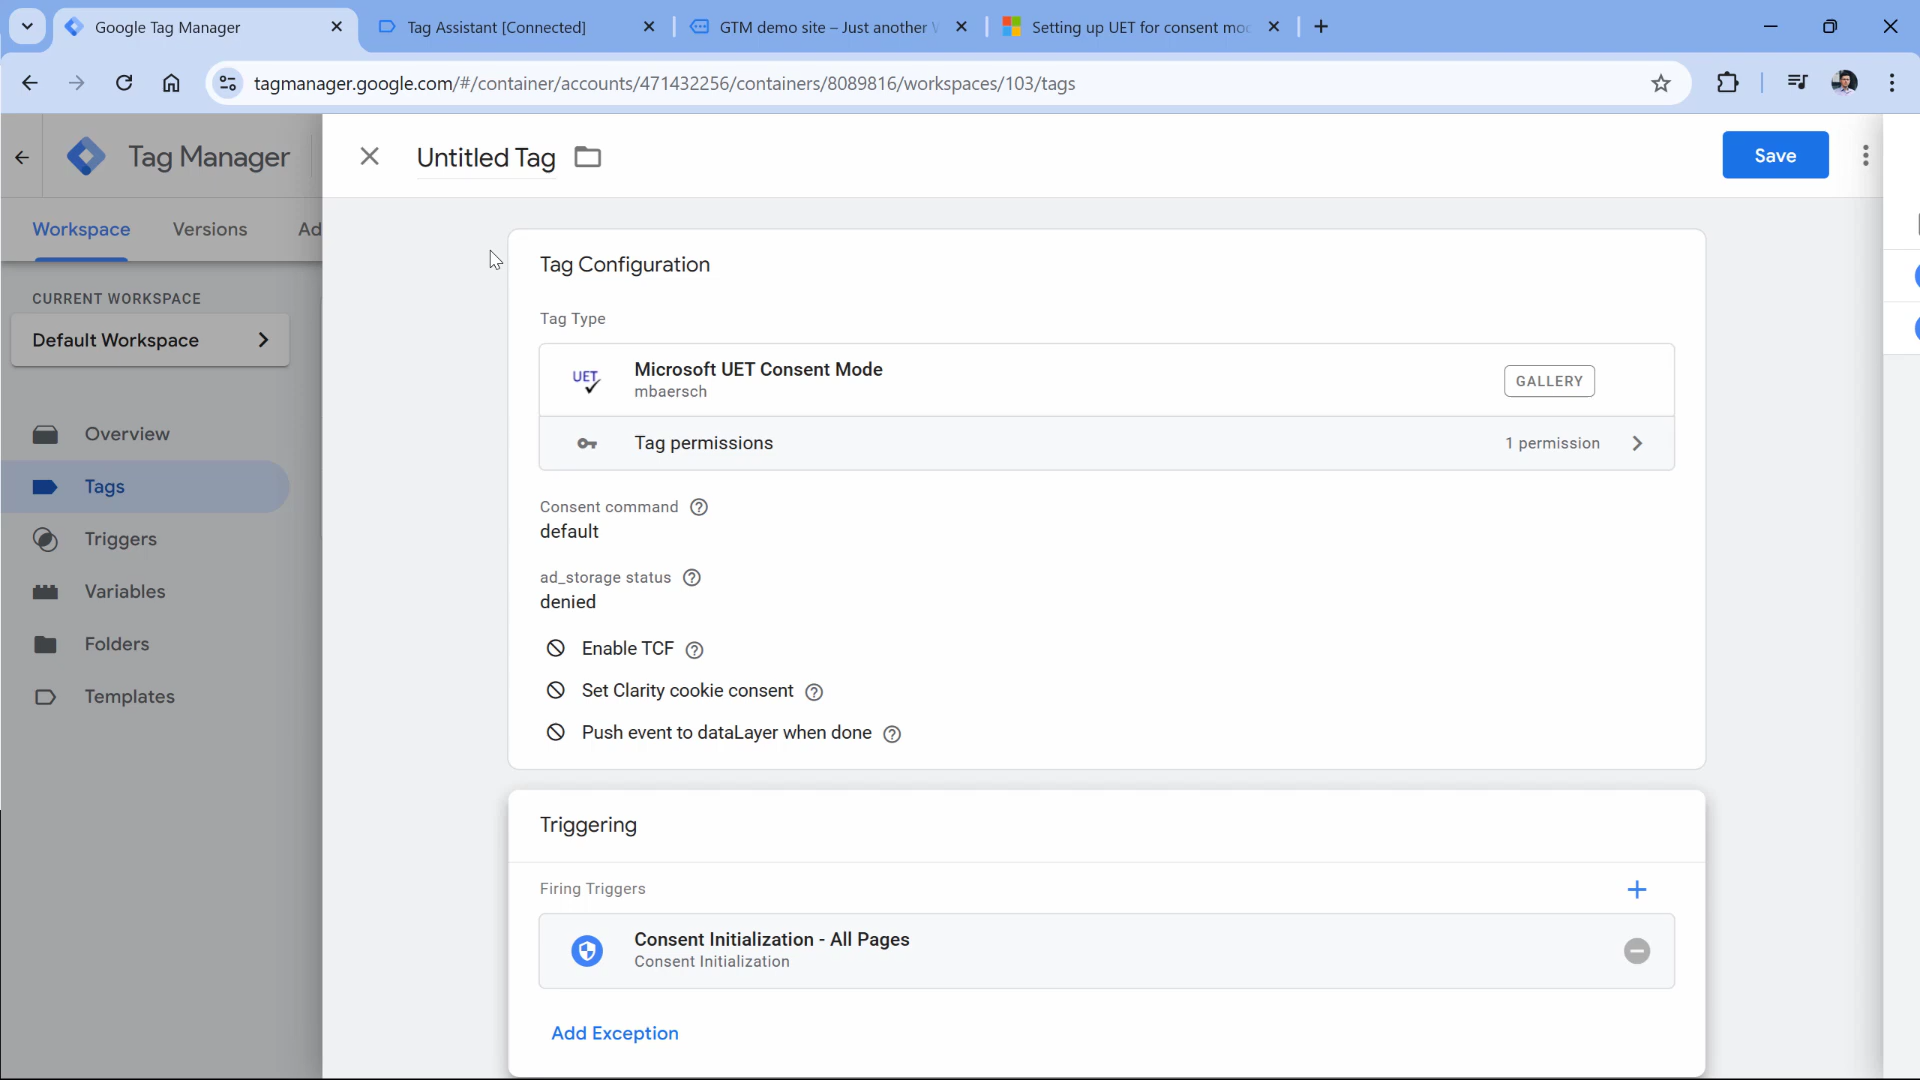 Google Tag Manager
Tag Assistant [Connected]
GTM demo site – Just another
Setting up UET for consent mo
tagmanager.google.com/#/container/accounts/471432256/containers/8089816/workspaces/103/tags
Tag Manager
Untitled Tag
Save
Workspace
Versions
Ad
Tag Configuration
CURRENT WORKSPACE
Default Workspace
Tag Type
UET
Microsoft UET Consent Mode
mbaersch
GALLERY
Tag permissions
1 permission
Overview
Tags
Triggers
Variables
Folders
Templates
Consent command
default
ad_storage status
denied
Enable TCF
Set Clarity cookie consent
Push event to dataLayer when done
Triggering
Firing Triggers
Consent Initialization - All Pages
Consent Initialization
Add Exception